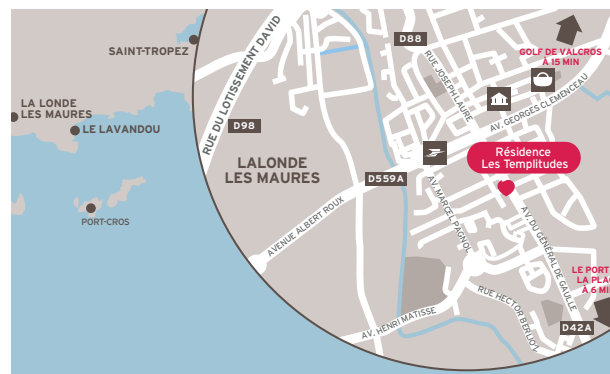 SAINT-TROPEZ
LA LONDE
LES MAURES
LE LAVANDOU
PORT-CROS
RUE DU LOTISSEMENT DAVID
D98
D88
RUE JOSEPH LAURE
GOLF DE VALCROS
À 15 MIN
AV. GEORGES CLEMENCEAU
LALONDE
LES MAURES
D559A
Résidence
Les Templitudes
AVENUE ALBERT ROUX
AV. MARCEL PAGNOL
AV. DU GÉNÉRAL DE GAULLE
LE PORT
LA PLAG
À 6 MI
RUE HECTOR BERLIOZ
AV. HENRI MATISSE
D42A